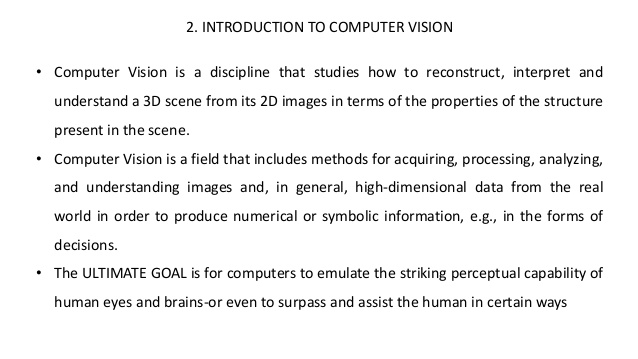 2. INTRODUCTION TO COMPUTER VISION
• Computer Vision is a discipline that studies how to reconstruct, interpret and
understand a 3D scene from its 2D images in terms of the properties of the structure
present in the scene.
• Computer Vision is a field that includes methods for acquiring, processing, analyzing,
and understanding images and, in general, high-dimensional data from the real
world in order to produce numerical or symbolic information, e.g., in the forms of
decisions.
• The ULTIMATE GOAL is for computers to emulate the striking perceptual capability of
human eyes and brains-or even to surpass and assist the human in certain ways